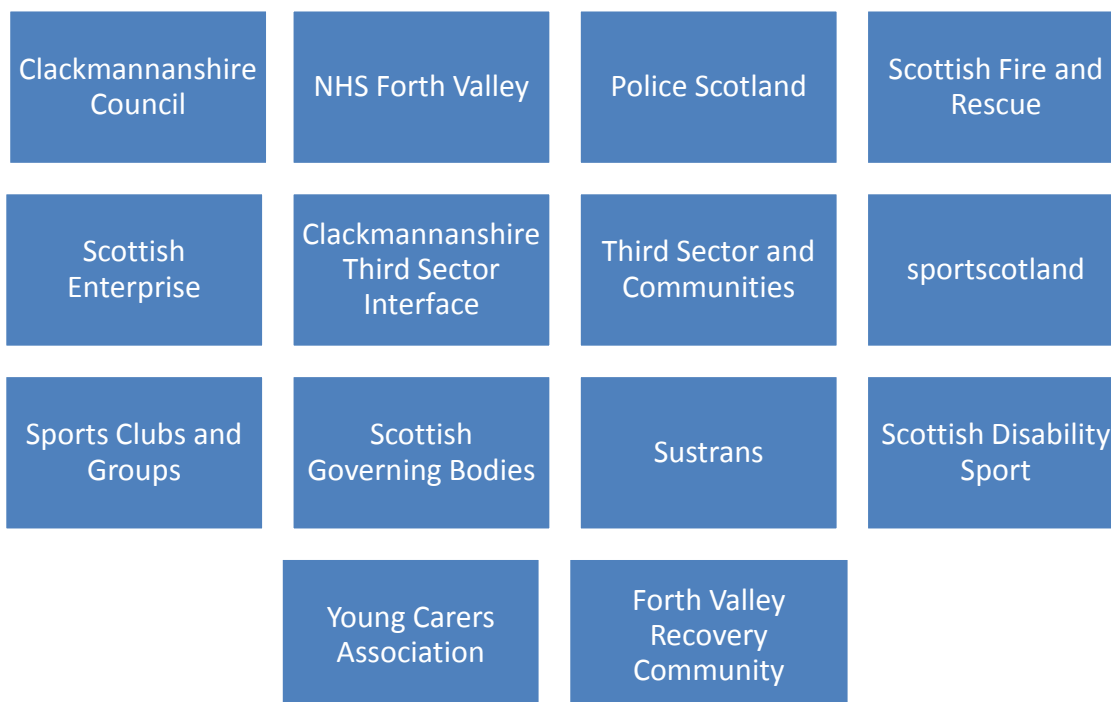 Clackmannanshire
Council
NHS Forth Valley
Police Scotland
Scottish Fire and
Rescue
Scottish
Enterprise
Clackmannanshire
Third Sector
Interface
Third Sector and
Communities
sportscotland
Sports Clubs and
Groups
Scottish
Governing Bodies
Sustrans
Scottish Disability
Sport
Young Carers
Association
Forth Valley
Recovery
Community